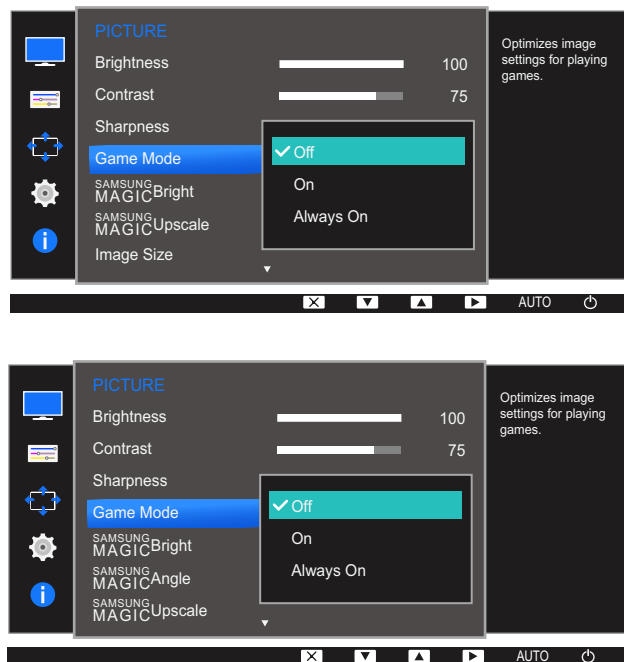 PICTURE
Brightness 100
Contrast 75
Sharpness
Game Mode
SAMSUNG
MAGICBright
SAMSUNG
MAGICUpscale
Image Size
Off
On
Always On
Optimizes image
settings for playing
games.
AUTO
PICTURE
Brightness 100
Contrast 75
Sharpness
Game Mode
SAMSUNG
MAGICBright
SAMSUNG
MAGICAngle
SAMSUNG
MAGICUpscale
Off
On
Always On
Optimizes image
settings for playing
games.
AUTO